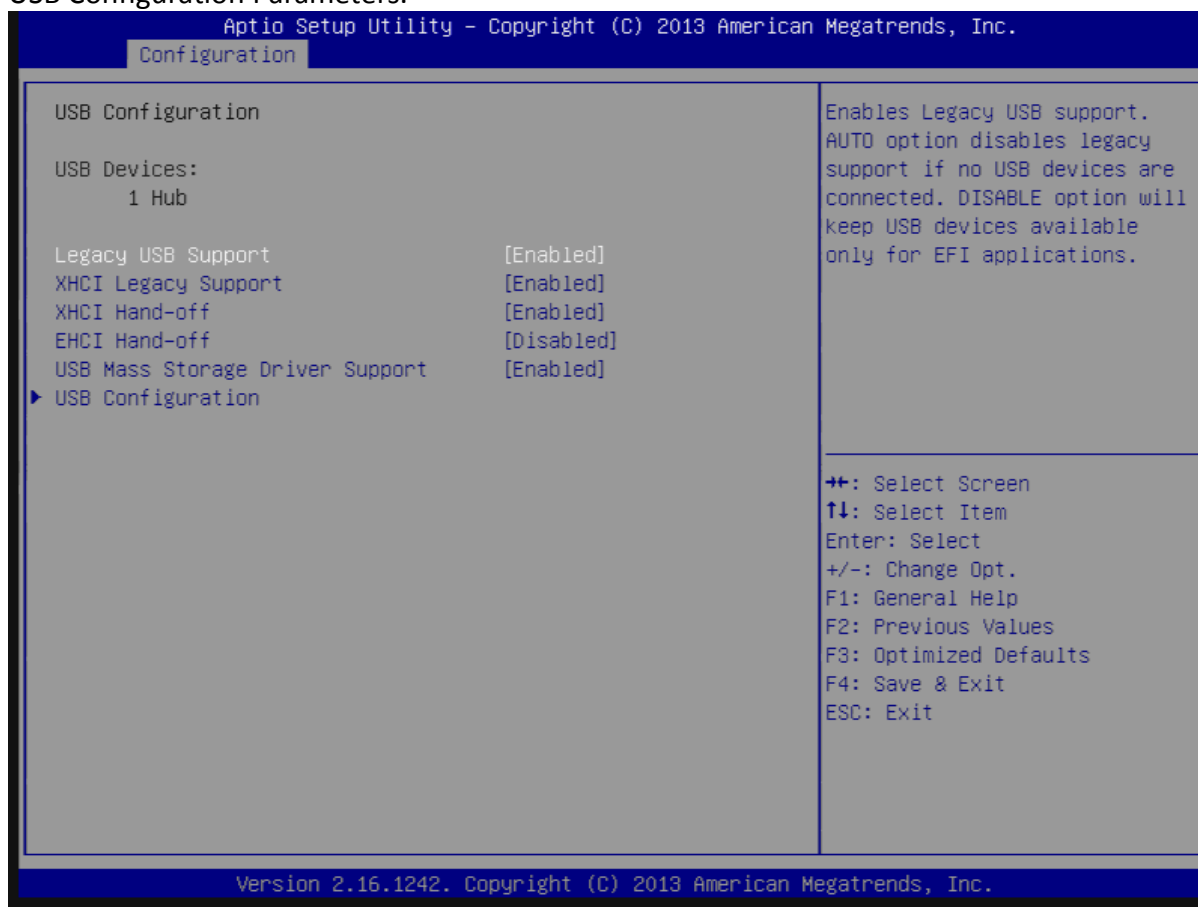 USB Configuration Parameters.
Aptio Setup Utility – Copyright (C) 2013 American Megatrends, Inc.
Configuration
USB Configuration
USB Devices:
1 Hub
Legacy USB Support [Enabled]
XHCI Legacy Support [Enabled]
XHCI Hand-off [Enabled]
EHCI Hand-off [Disabled]
USB Mass Storage Driver Support [Enabled]
USB Configuration
Enables Legacy USB support.
AUTO option disables legacy
support if no USB devices are
connected. DISABLE option will
keep USB devices available
only for EFI applications.
→←: Select Screen
↑↓: Select Item
Enter: Select
+/-: Change Opt.
F1: General Help
F2: Previous Values
F3: Optimized Defaults
F4: Save & Exit
ESC: Exit
Version 2.16.1242. Copyright (C) 2013 American Megatrends, Inc.